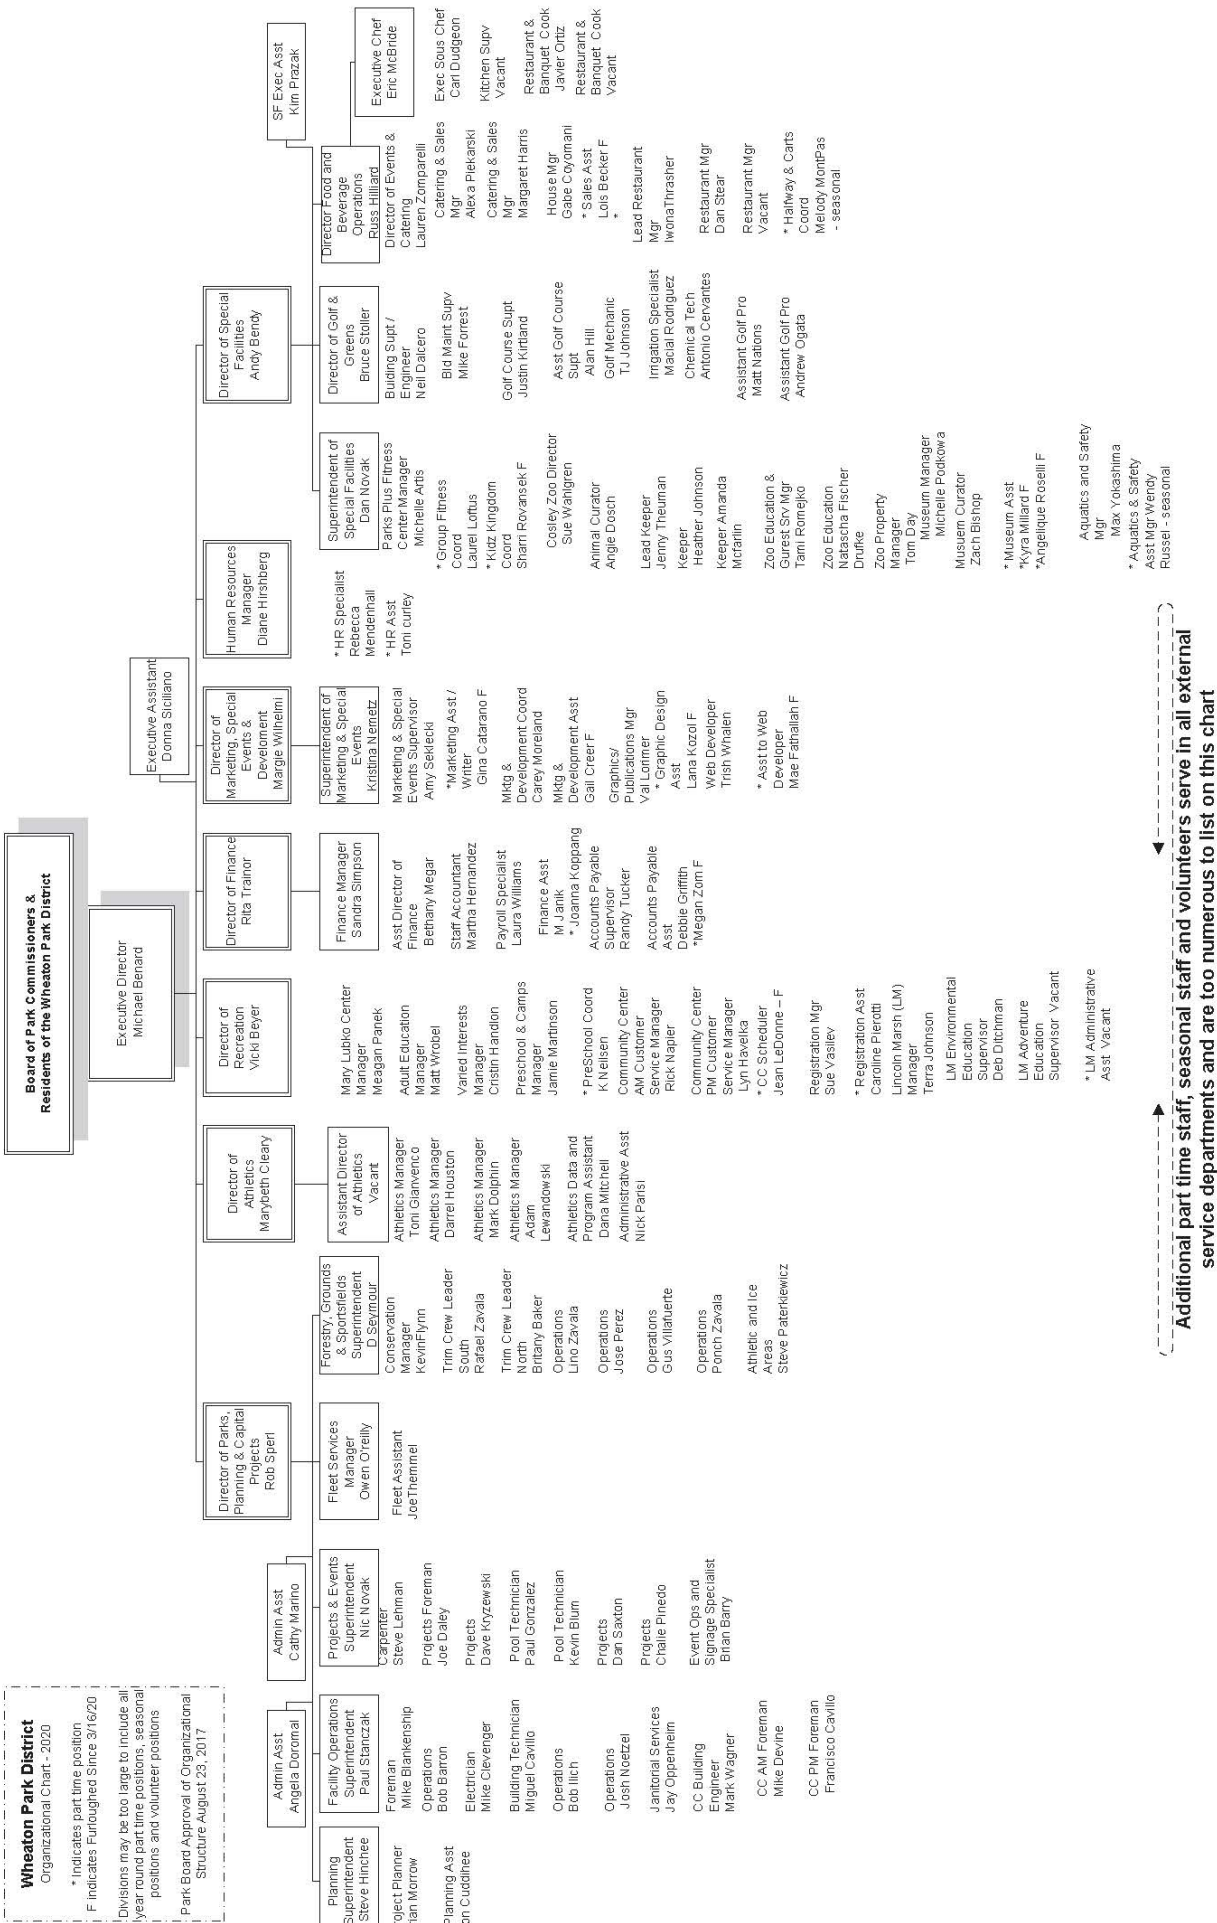 Wheaton Park District
Organizational Chart - 2020
* Indicates part time position
F indicates Furloughed Since 3/16/20
Divisions may be too large to include all
year round part time positions, seasonal
positions and volunteer positions
Park Board Approval of Organizational
Structure August 23, 2017
Board of Park Commissioners &
Residents of the Wheaton Park District
Executive Director
Michael Benard
Executive Assistant
Donna Siciliano
Director of Parks,
Planning & Capital
Projects
Rob Sperl
Director of
Athletics
Marybeth Cleary
Director of
Recreation
Vicki Beyer
Director of Finance
Rita Trainor
Director of
Marketing, Special
Events &
Develoment
Margie Wilhelmi
Human Resources
Manager
Diane Hirshberg
Director of Special
Facilities
Andy Bendy
Admin Asst
Angela Doromal
Admin Asst
Cathy Marino
SF Exec Asst
Kim Prazak
Planning
Superintendent
Steve Hinchee
Planning Asst
Facility Operations
Superintendent
Paul Stanczak
Foreman
Mike Blankenship
Operations
Bob Barron
Electrician
Mike Clevenger
Building Technician
Miguel Cavillo
Operations
Bob Ilich
Operations
Josh Noetzel
Janitorial Services
Jay Oppenheim
CC Building
Engineer
Mark Wagner
CC AM Foreman
Mike Devine
CC PM Foreman
Francisco Cavillo
Projects & Events
Superintendent
Nic Novak
Carpenter
Steve Lehman
Projects Foreman
Joe Daley
Projects
Dave Kryzewski
Pool Technician
Paul Gonzalez
Pool Technician
Kevin Blum
Projects
Dan Saxton
Projects
Chalie Pinedo
Event Ops and
Signage Specialist
Brian Barry
Fleet Services
Manager
Owen O'reilly
Fleet Assistant
JoeThemmel
Forestry, Grounds
& Sportsfields
Superintendent
D Seymour
Conservation
Manager
KevinFlynn
Trim Crew Leader
South
Rafael Zavala
Trim Crew Leader
North
Britany Baker
Operations
Lino Zavala
Operations
Jose Perez
Operations
Gus Villafuerte
Operations
Ponch Zavala
Athletic and Ice
Areas
Steve Paterkiewicz
Assistant Director
of Athletics
Vacant
Athletics Manager
Toni Gianvenco
Athletics Manager
Darrel Houston
Athletics Manager
Mark Dolphin
Athletics Manager
Adam
Lewandowski
Athletics Data and
Program Assistant
Dana Mitchell
Administrative Asst
Nick Parisi
Mary Lubko Center
Manager
Meagan Panek
Adult Education
Manager
Matt Wrobel
Varied Interests
Manager
Cristin Handlon
Preschool & Camps
Manager
Jamie Martinson
* PreSchool Coord
K Neilsen
Community Center
AM Customer
Service Manager
Rick Napier
Community Center
PM Customer
Service Manager
Lyn Havelka
* CC Scheduler
Jean LeDonne – F
Registration Mgr
Sue Vasilev
* Registration Asst
Caroline Pierotti
Lincoln Marsh (LM)
Manager
Terra Johnson
LM Environmental
Education
Supervisor
Deb Ditchman
LM Adventure
Education
Supervisor Vacant
* LM Administrative
Asst Vacant
Finance Manager
Sandra Simpson
Asst Director of
Finance
Bethany Megar
Staff Accountant
Martha Hernandez
Payroll Specialist
Laura Williams
Finance Asst
M Janik
* Joanna Koppang
Accounts Payable
Supervisor
Randy Tucker
Accounts Payable
Asst
Debbie Griffith
*Megan Zorn F
Superintendent of
Marketing & Special
Events
Kristina Nemetz
Marketing & Special
Events Supervisor
Amy Seklecki
*Marketing Asst /
Writer
Gina Catarano F
Mktg &
Development Coord
Carey Moreland
Mktg &
Development Asst
Gail Creer F
Graphics/
Publications Mgr
Val Lorimer
* Graphic Design
Asst
Lana Kozol F
Web Developer
Trish Whalen
* Asst to Web
Developer
Mae Fathallah F
* HR Specialist
Rebecca
Mendenhall
* HR Asst
Toni curley
Superintendent of
Special Facilities
Dan Novak
Parks Plus Fitness
Center Manager
Michelle Artis
* Group Fitness
Coord
Laurel Loftus
*Kidz Kingdom
Coord
Sharri Rovansek F
Cosley Zoo Director
Sue Wahlgren
Animal Curator
Angie Dosch
Lead Keeper
Jenny Theuman
Keeper
Heather Johnson
Keeper Amanda
Mcfarlin
Zoo Education &
Gurest Srv Mgr
Tami Romejko
Zoo Education
Natascha Fischer
Drufke
Zoo Property
Manager
Tom Day
Museum Manager
Michelle Podkowa
Musuem Curator
Zach Bishop
*Museum Asst
*Kyra Millard F
*Angelique Roselli F
Aquatics and Safety
Mgr
Max Yokashima
* Aquatics & Safety
Asst Mgr Wendy
Russel - seasonal
Director of Golf &
Greens
Bruce Stoller
Buiding Supt /
Engineer
Neil Dalcero
Bld Maint Supv
Mike Forrest
Golf Course Supt
Justin Kirtland
Asst Golf Course
Supt
Alan Hill
Golf Mechanic
TJ Johnson
Irrigation Specialist
Macial Rodriguez
Chemical Tech
Antonio Cervantes
Assistant Golf Pro
Matt Nations
Assistant Golf Pro
Andrew Ogata
Director Food and
Beverage
Operations
Russ Hilliard
Director of Events &
Catering
Lauren Zomparelli
Catering & Sales
Mgr
Alexa Piekarski
Catering & Sales
Mgr
Margaret Harris
House Mgr
Gabe Coyomani
* Sales Asst
Lois Becker F
*
Lead Restaurant
Mgr
IwonaThrasher
Restaurant Mgr
Dan Stear
Restaurant Mgr
Vacant
* Halfway & Carts
Coord
Melody MontPas
- seasonal
Executive Chef
Eric McBride
Exec Sous Chef
Carl Dudgeon
Kitchen Supv
Vacant
Restaurant &
Banquet Cook
Javier Ortiz
Restaurant &
Banquet Cook
Vacant
Additional part time staff, seasonal staff and volunteers serve in all external
service departments and are too numerous to list on this chart